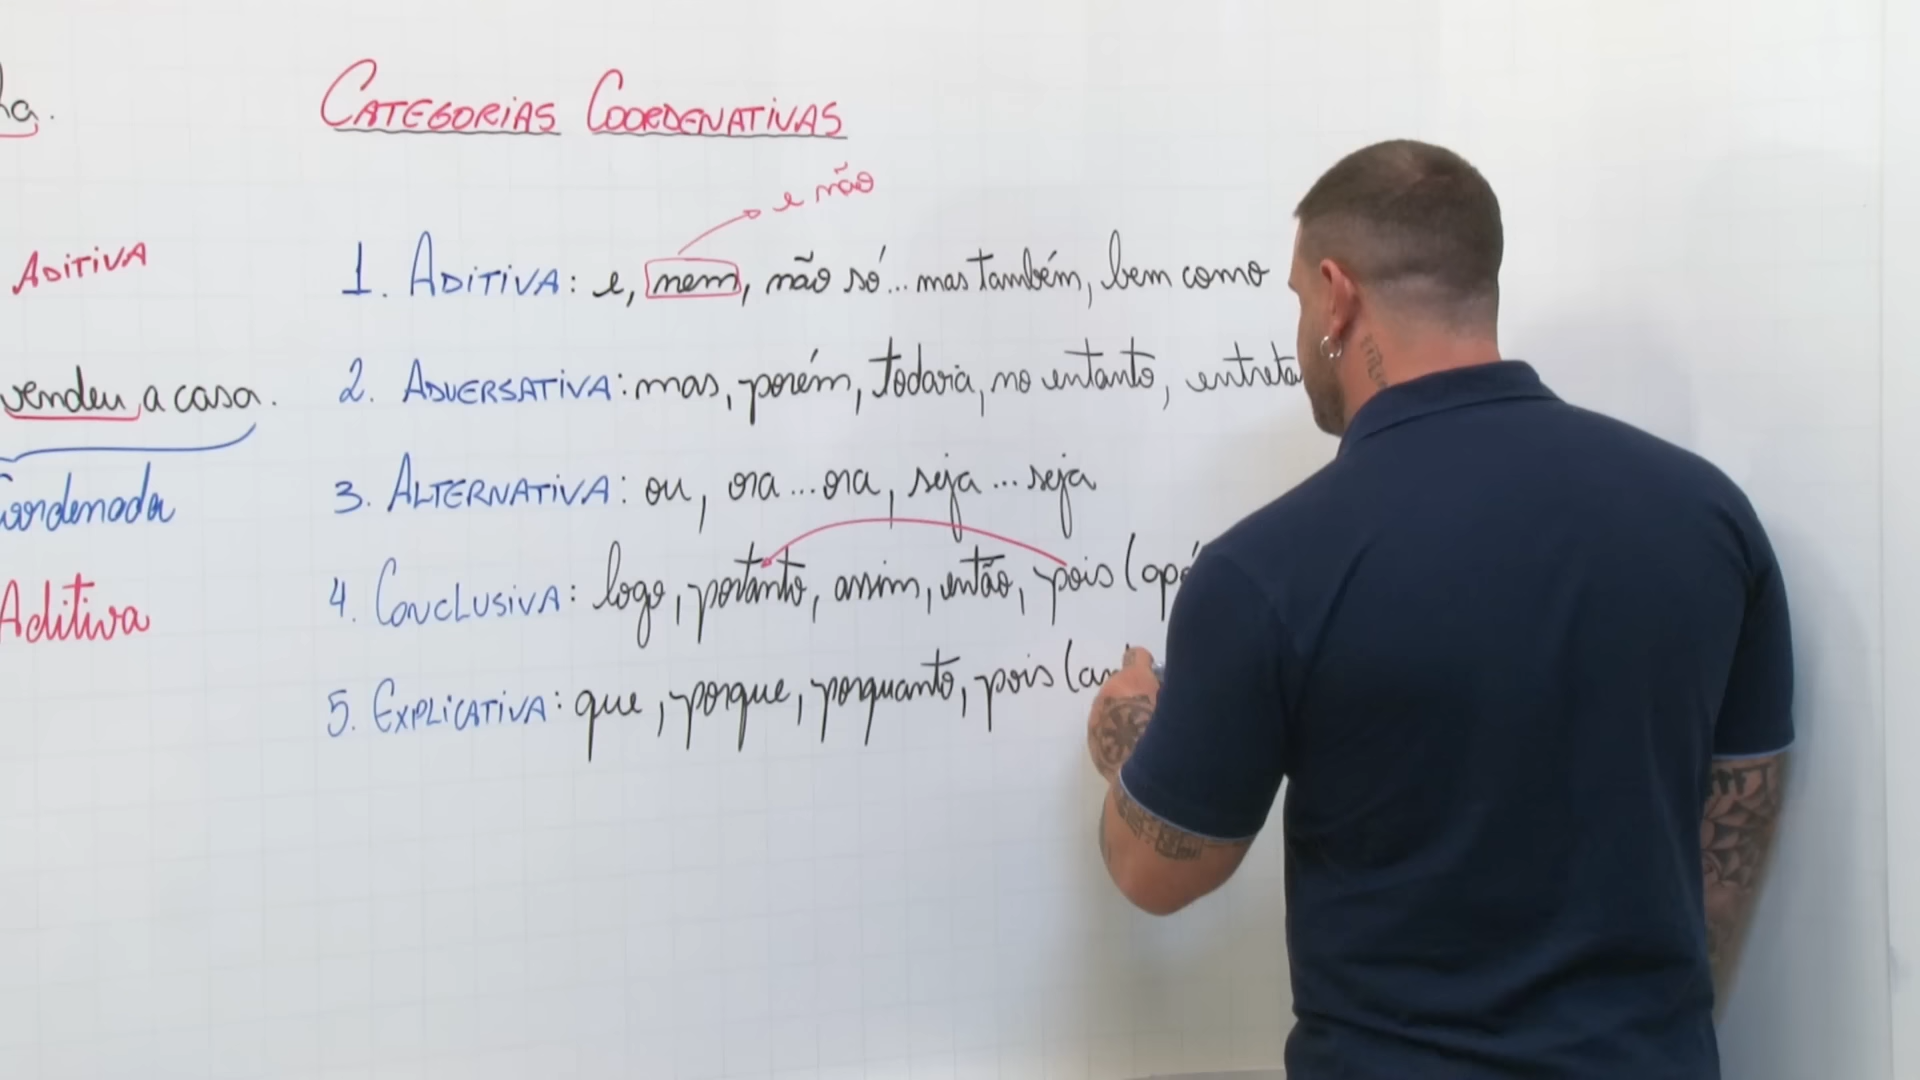 CATEGORIAS COORDENATIVAS
e não
ADITIVA
1. ADITIVA: e, nem, não só... mas também, bem como
vendeu a casa.
2. ADVERSATIVA: mas, porém, todavia, no entanto,
3. ALTERNATIVA: ou, ora... ora, seja... seja
Coordenada
4. CONCLUSIVA: logo, portanto, assim, então, pois (
Aditiva
5. EXPLICATIVA: que, porque, porquanto, pois (